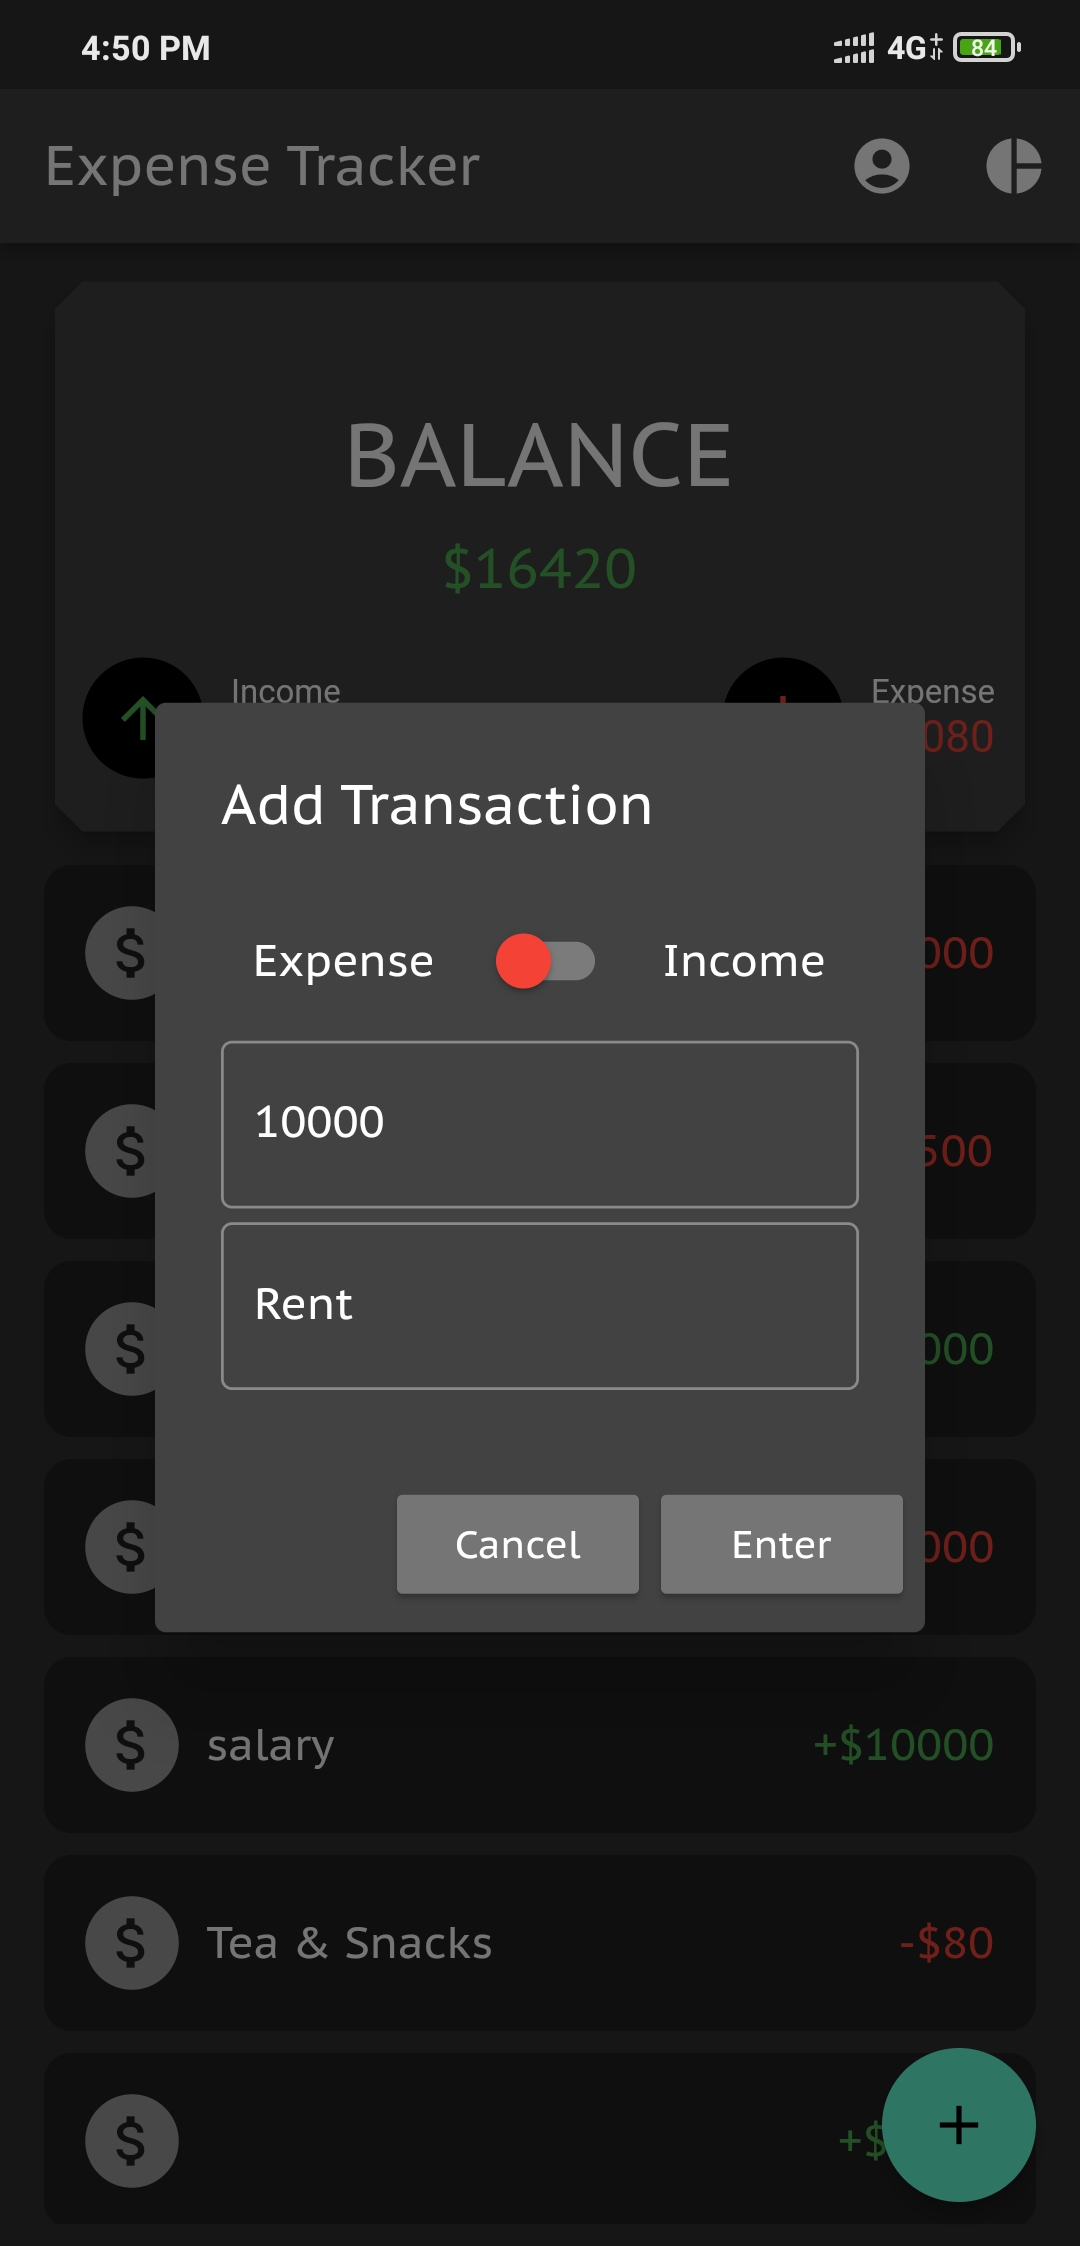 4:50 PM 4G 84
Expense Tracker
BALANCE
$16420
Income Expense
080
Add Transaction
Expense Income
000
10000
500
Rent
000
Cancel Enter
000
salary +$10000
Tea & Snacks -$80
+$